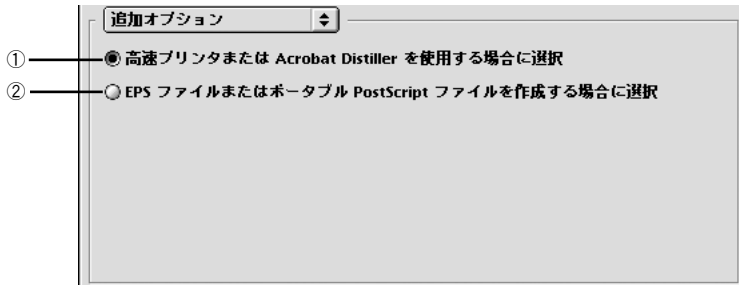 追加オプション
① 高速プリンタまたは Acrobat Distiller を使用する場合に選択
② EPS ファイルまたはポータブル PostScript ファイルを作成する場合に選択